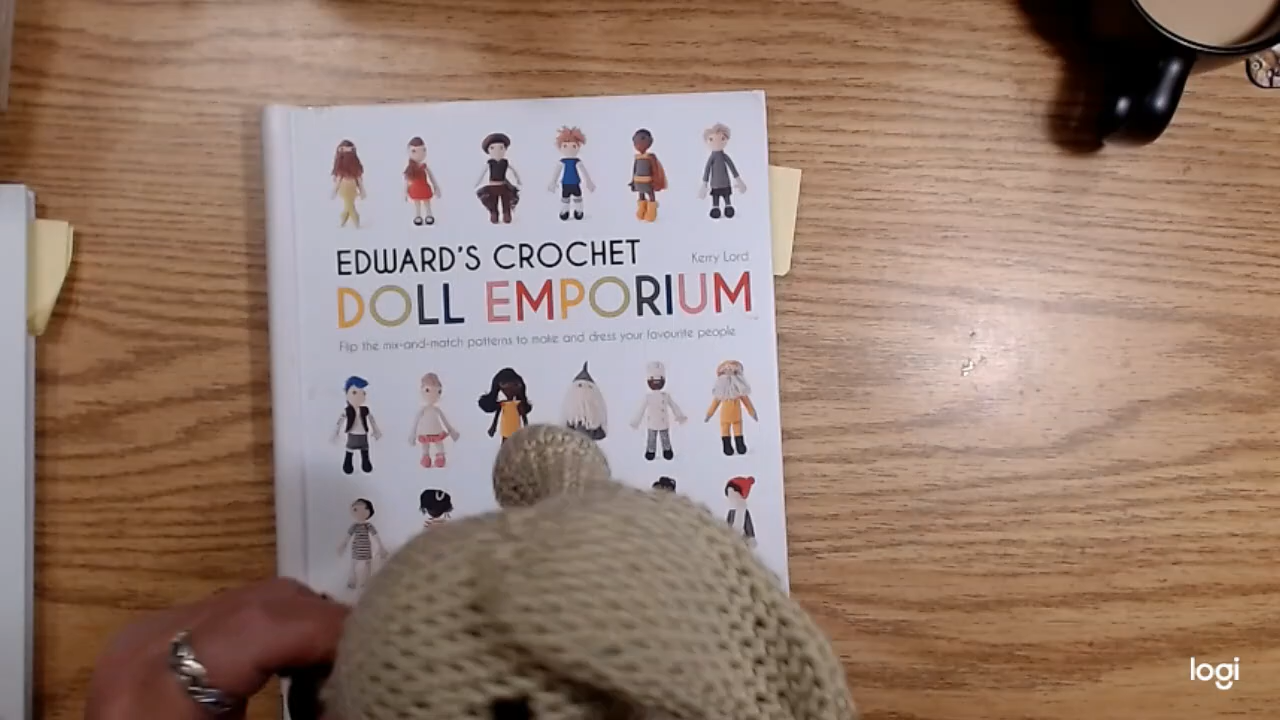 EDWARD'S CROCHET
Kerry Lord
DOLL EMPORIUM
Flip the mix-and-match patterns to make and dress your favourite people
logi